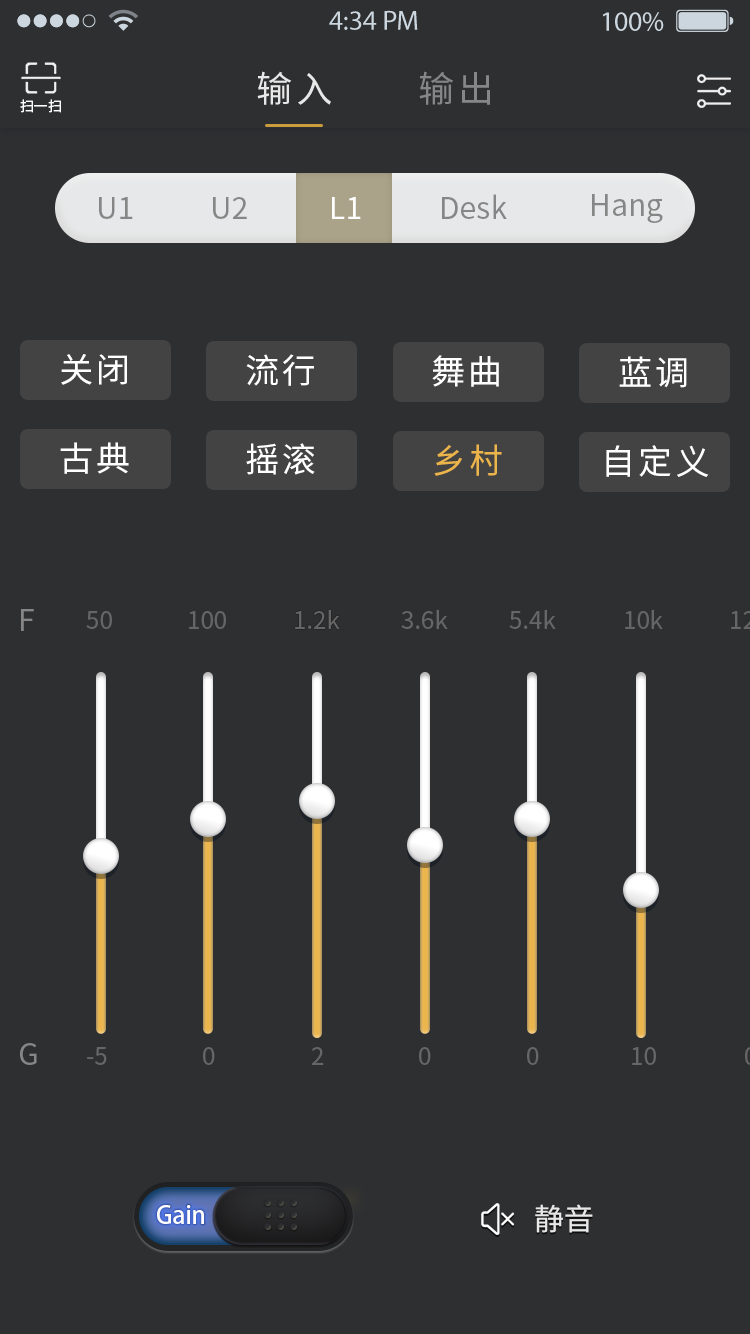 4:34 PM 100%
扫一扫 输入 输出
U1 U2 L1 Desk Hang
关闭 流行 舞曲 蓝调
古典 摇滚 乡村 自定义
F 50 100 1.2k 3.6k 5.4k 10k
G -5 0 2 0 0 10
Gain 静音